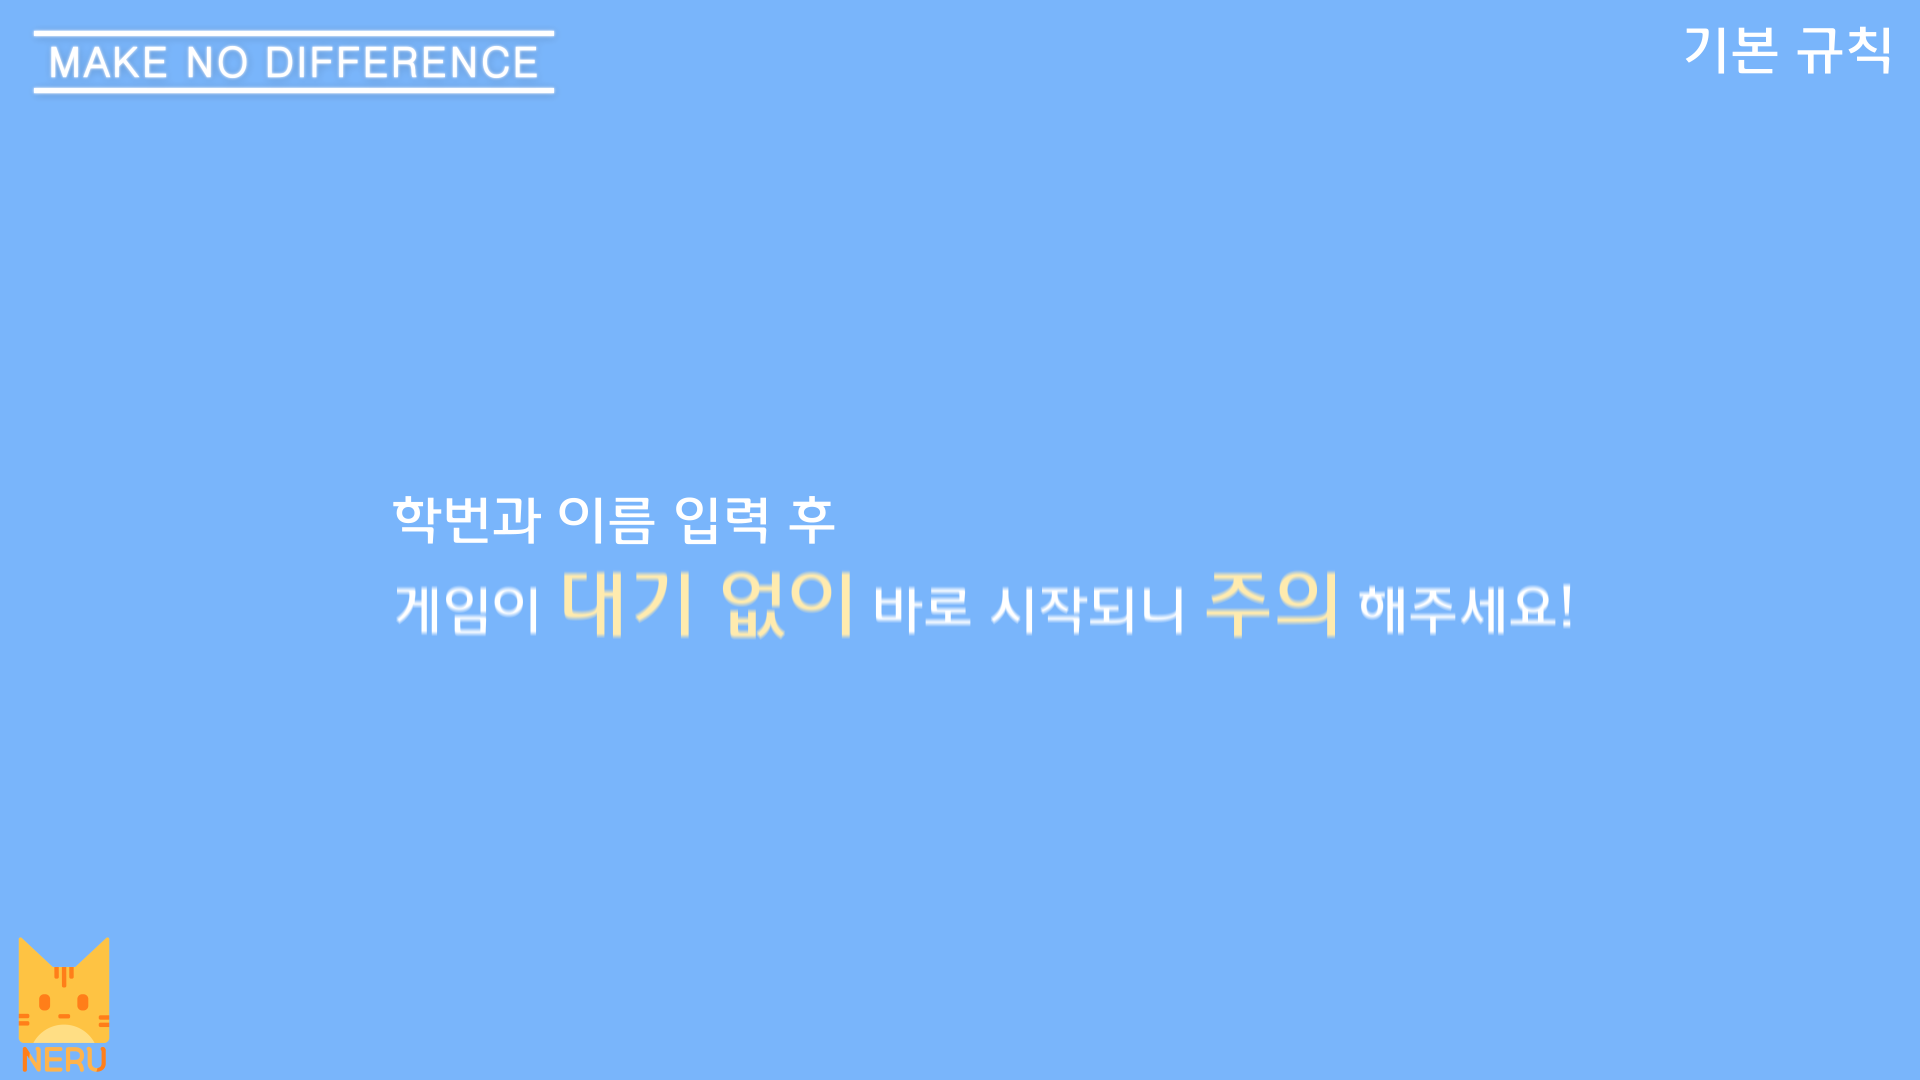 MAKE NO DIFFERENCE
기본 규칙
학번과 이름 입력 후
게임이 대기 없이 바로 시작되니 주의 해주세요!
NERU